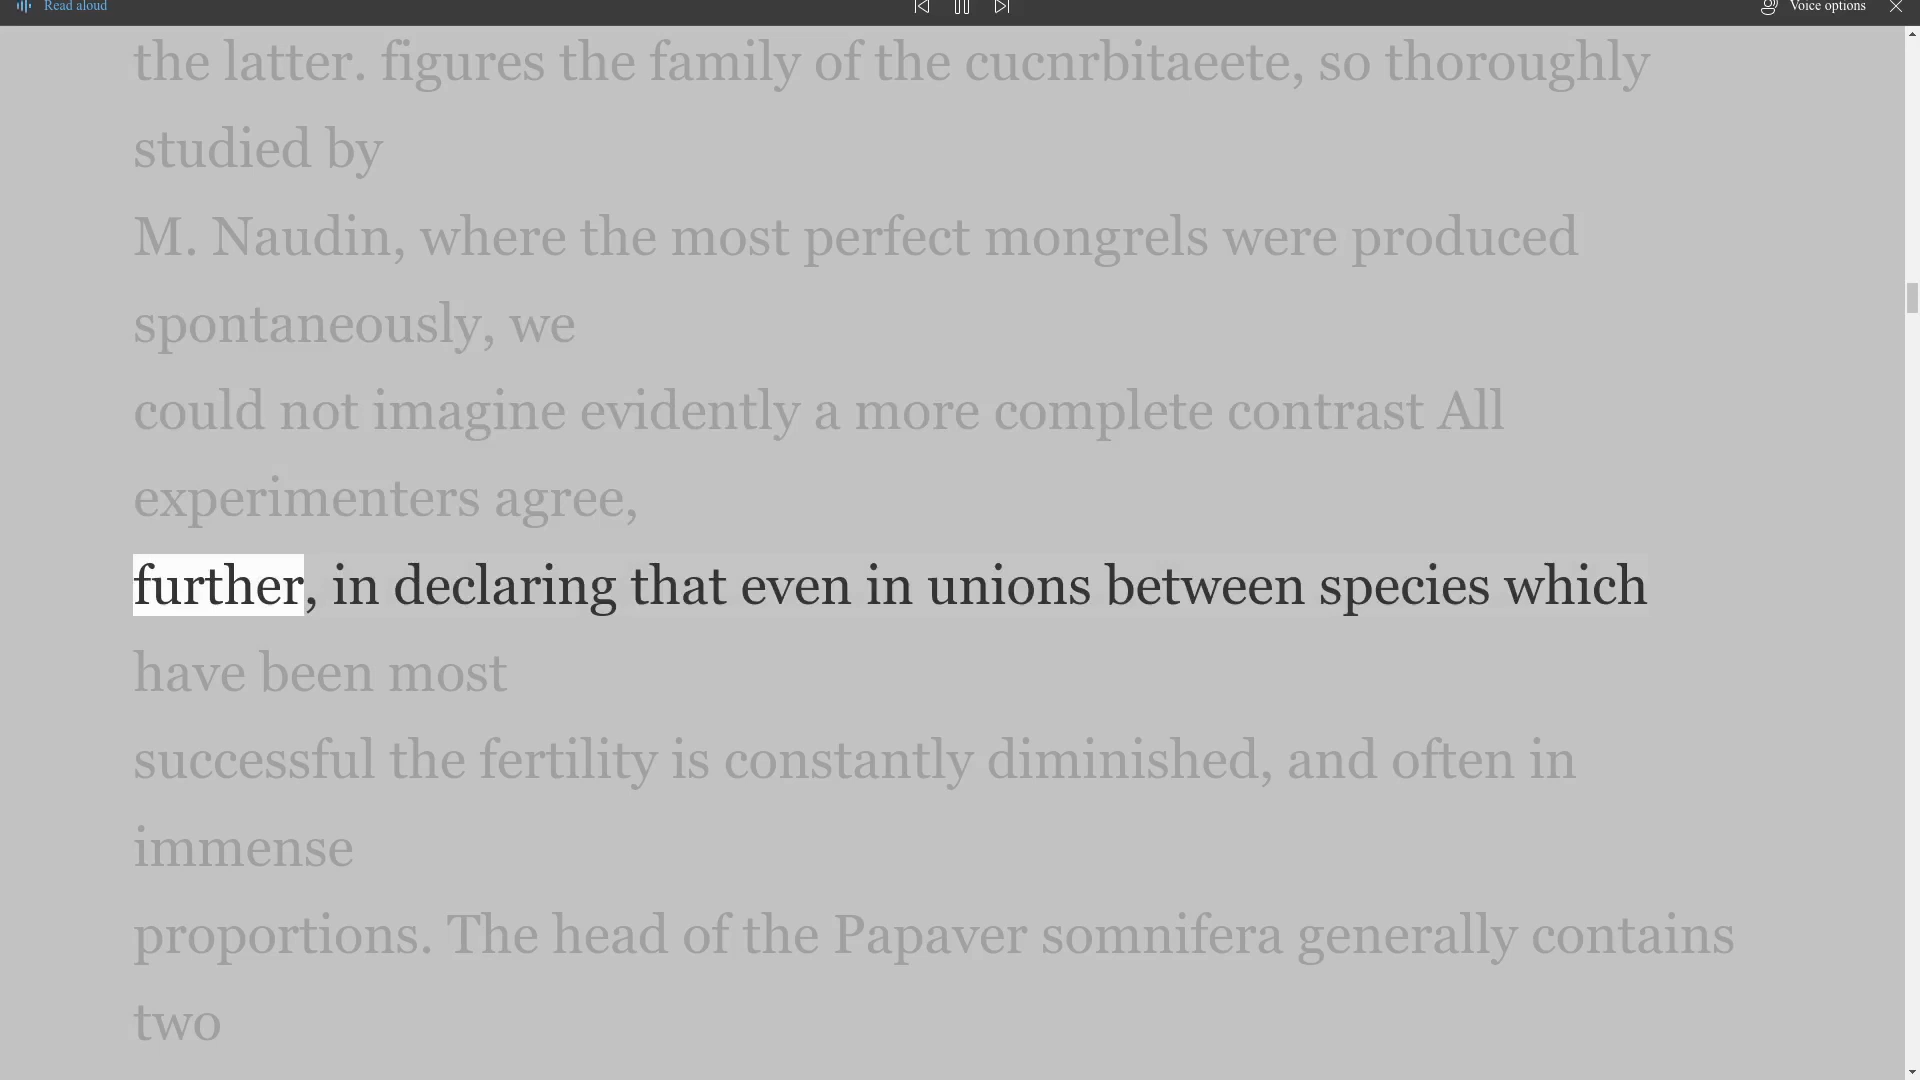 Read aloud
Voice options
the latter. figures the family of the cucnrbitaeete, so thoroughly
studied by
M. Naudin, where the most perfect mongrels were produced
spontaneously, we
could not imagine evidently a more complete contrast All
experimenters agree,
further, in declaring that even in unions between species which
have been most
successful the fertility is constantly diminished, and often in
immense
proportions. The head of the Papaver somnifera generally contains
two